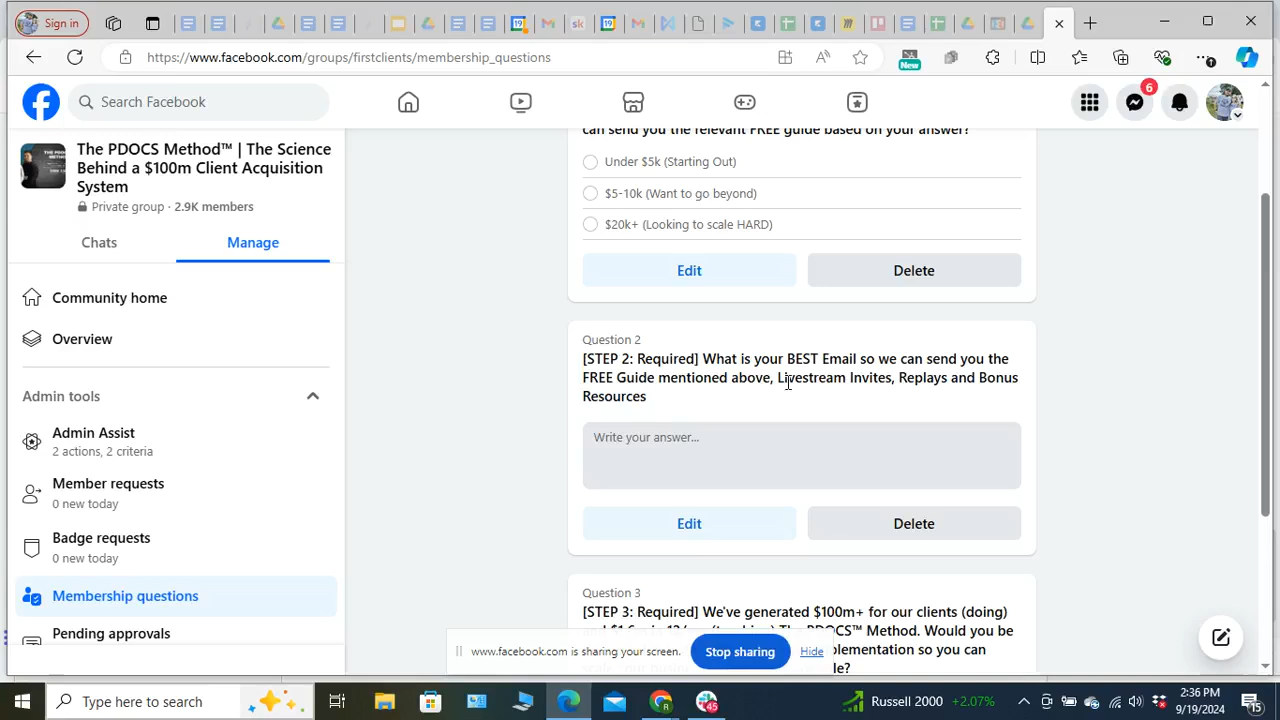 Sign in
https://www.facebook.com/groups/firstclients/membership_questions
New
Search Facebook
6
The PDOCS Method™ | The Science
Behind a $100m Client Acquisition
System
Private group · 2.9K members
Chats
Manage
Community home
Overview
Admin tools
Admin Assist
2 actions, 2 criteria
Member requests
0 new today
Badge requests
0 new today
Membership questions
Pending approvals
can send you the relevant FREE guide based on your answer?
Under $5k (Starting Out)
$5-10k (Want to go beyond)
$20k+ (Looking to scale HARD)
Edit
Delete
Question 2
[STEP 2: Required] What is your BEST Email so we can send you the
FREE Guide mentioned above, Livestream Invites, Replays and Bonus
Resources
Write your answer...
Edit
Delete
Question 3
[STEP 3: Required] We've generated $100m+ for our clients (doing)
Method. Would you be
plementation so you can
www.facebook.com is sharing your screen.
Stop sharing
Hide
Type here to search
45
Russell 2000 +2.07%
2:36 PM
9/19/2024
15